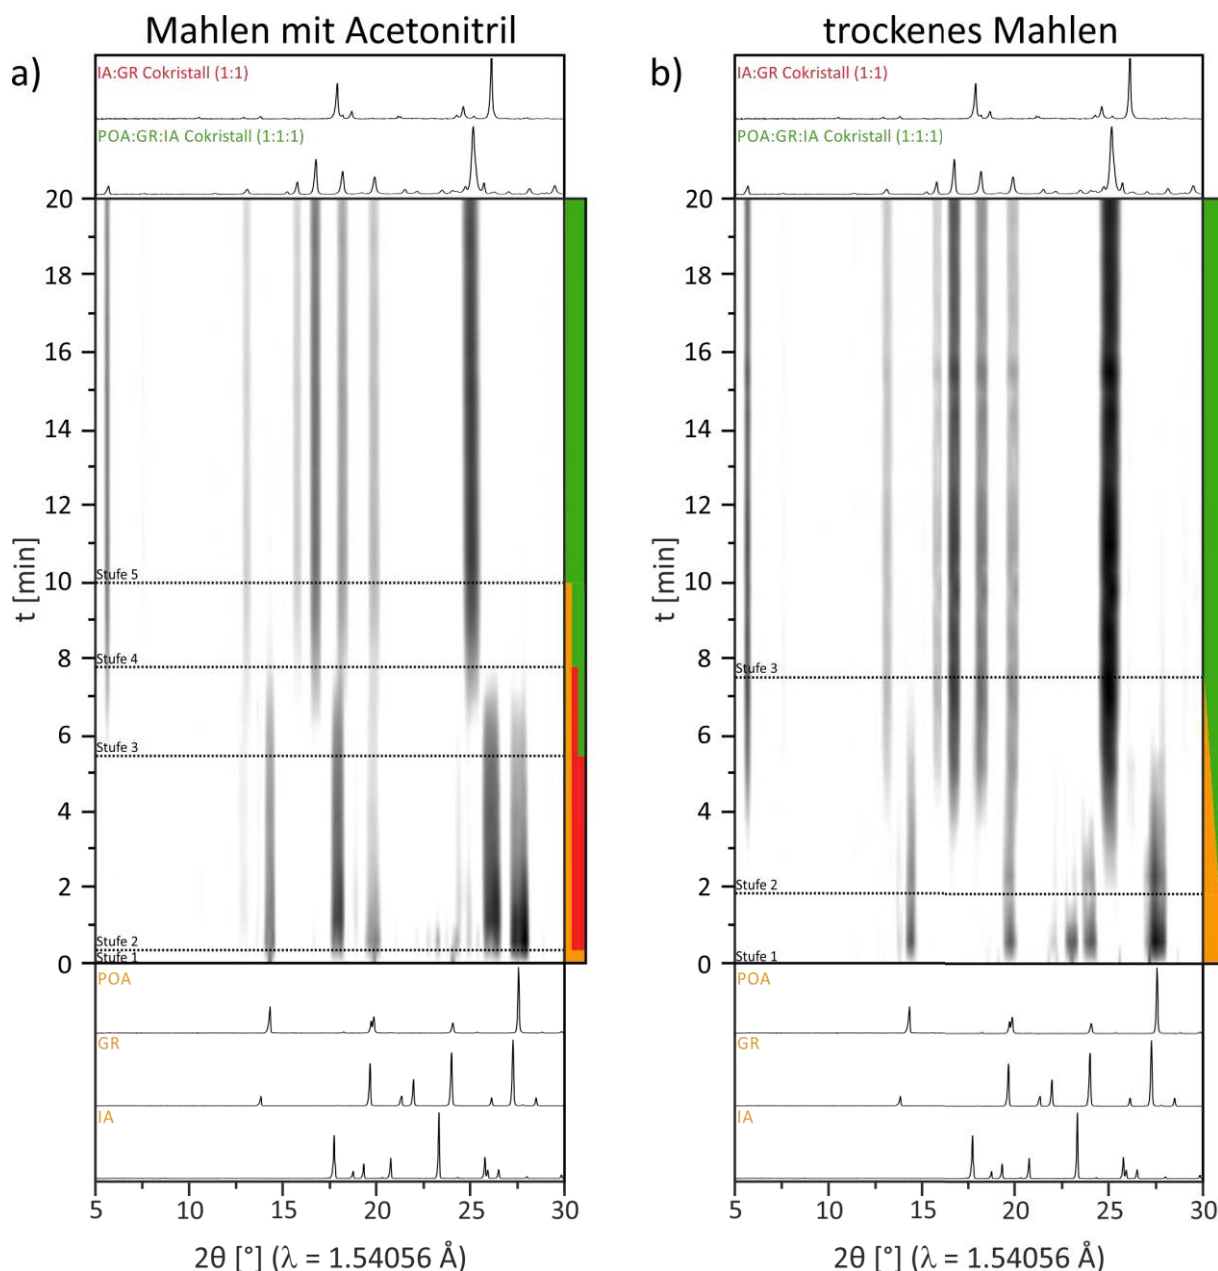 Mahlen mit Acetonitril
a)
IA:GR Cokristall (1:1)
POA:GR:IA Cokristall (1:1:1)
20
18
16
14
12
10
8
6
4
2
0
t [min]
Stufe 5
Stufe 4
Stufe 3
Stufe 2
Stufe 1
POA
GR
IA
5
10
15
20
25
30
2θ [°] (λ = 1.54056 Å)
trockenes Mahlen
b)
IA:GR Cokristall (1:1)
POA:GR:IA Cokristall (1:1:1)
20
18
16
14
12
10
8
6
4
2
0
t [min]
Stufe 3
Stufe 2
Stufe 1
POA
GR
IA
5
10
15
20
25
30
2θ [°] (λ = 1.54056 Å)